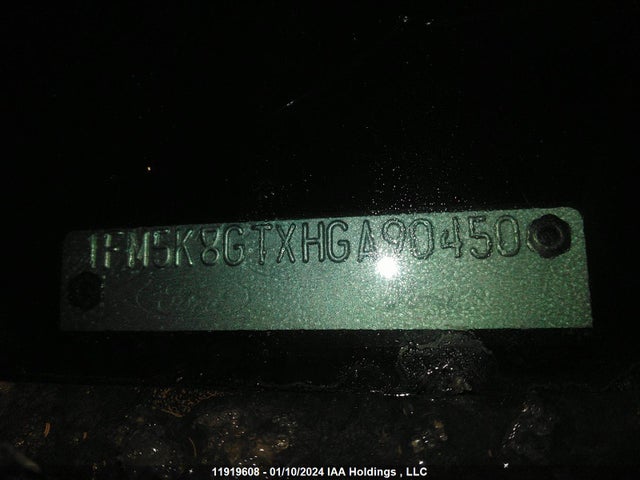 1FM5K8GTXHGA90450
11919608 - 01/10/2024 IAA Holdings , LLC